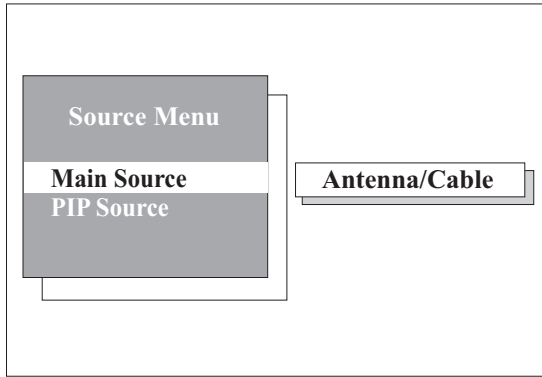 Source Menu
Main Source
PIP Source
Antenna/Cable